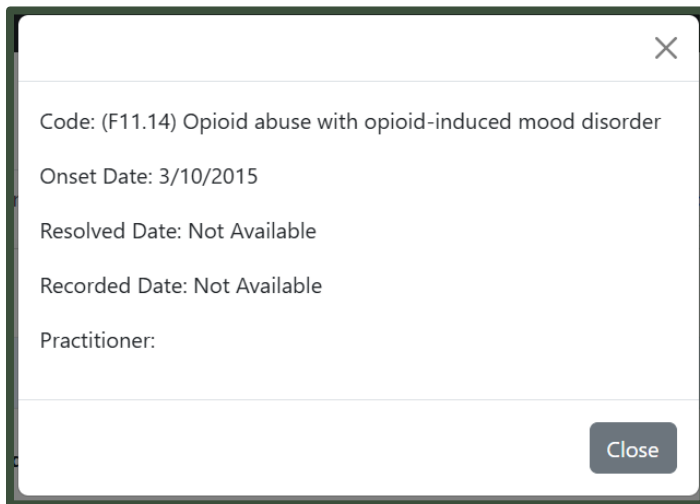 Code: (F11.14) Opioid abuse with opioid-induced mood disorder
Onset Date: 3/10/2015
Resolved Date: Not Available
Recorded Date: Not Available
Practitioner:
Close